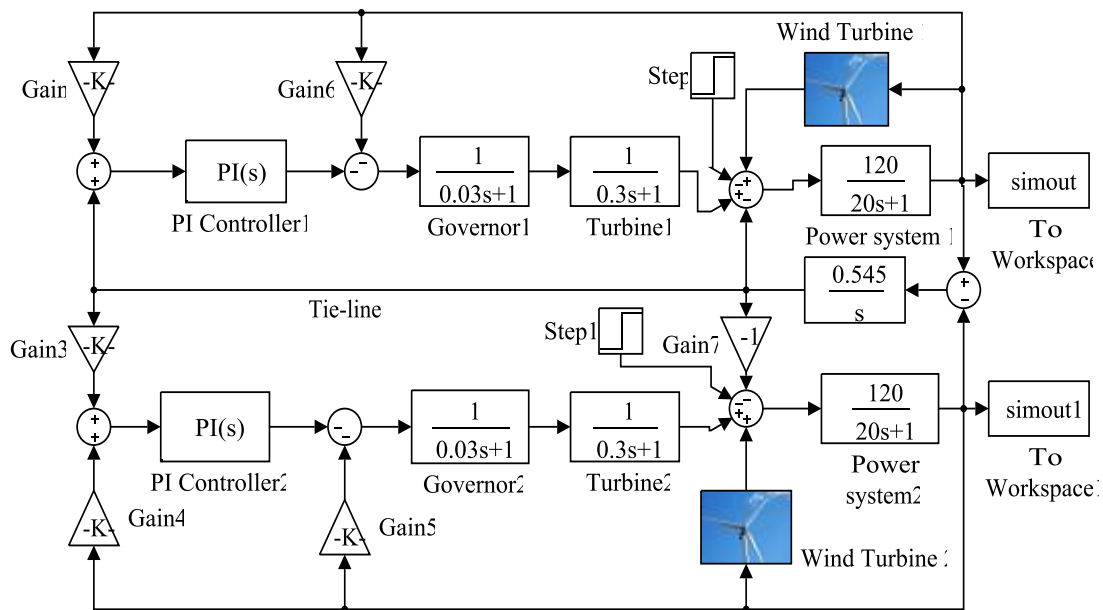 Wind Turbine 1
Gain
-K-
Gain6
-K-
Step
PI(s)
PI Controller1
1
0.03s+1
Governor1
1
0.3s+1
Turbine1
120
20s+1
Power system 1
simout
To
Workspace
Tie-line
0.545
s
Gain3
-K-
Step1
Gain7
-1
PI(s)
PI Controller2
1
0.03s+1
Governor2
1
0.3s+1
Turbine2
120
20s+1
Power
system2
simout1
To
Workspace1
-K-
Gain4
-K-
Gain5
Wind Turbine 2